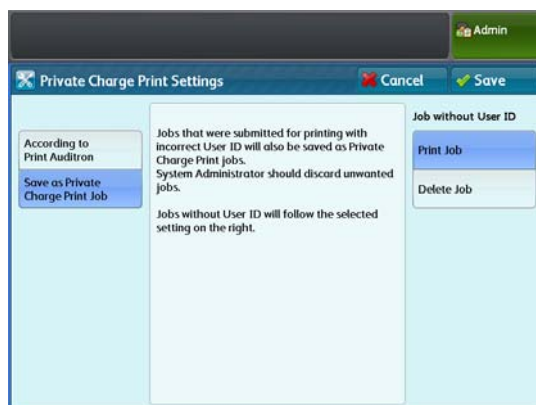 Admin
Private Charge Print Settings
Cancel
Save
According to
Print Auditron
Save as Private
Charge Print Job
Jobs that were submitted for printing with
incorrect User ID will also be saved as Private
Charge Print jobs.
System Administrator should discard unwanted
jobs.
Jobs without User ID will follow the selected
setting on the right.
Job without User ID
Print Job
Delete Job